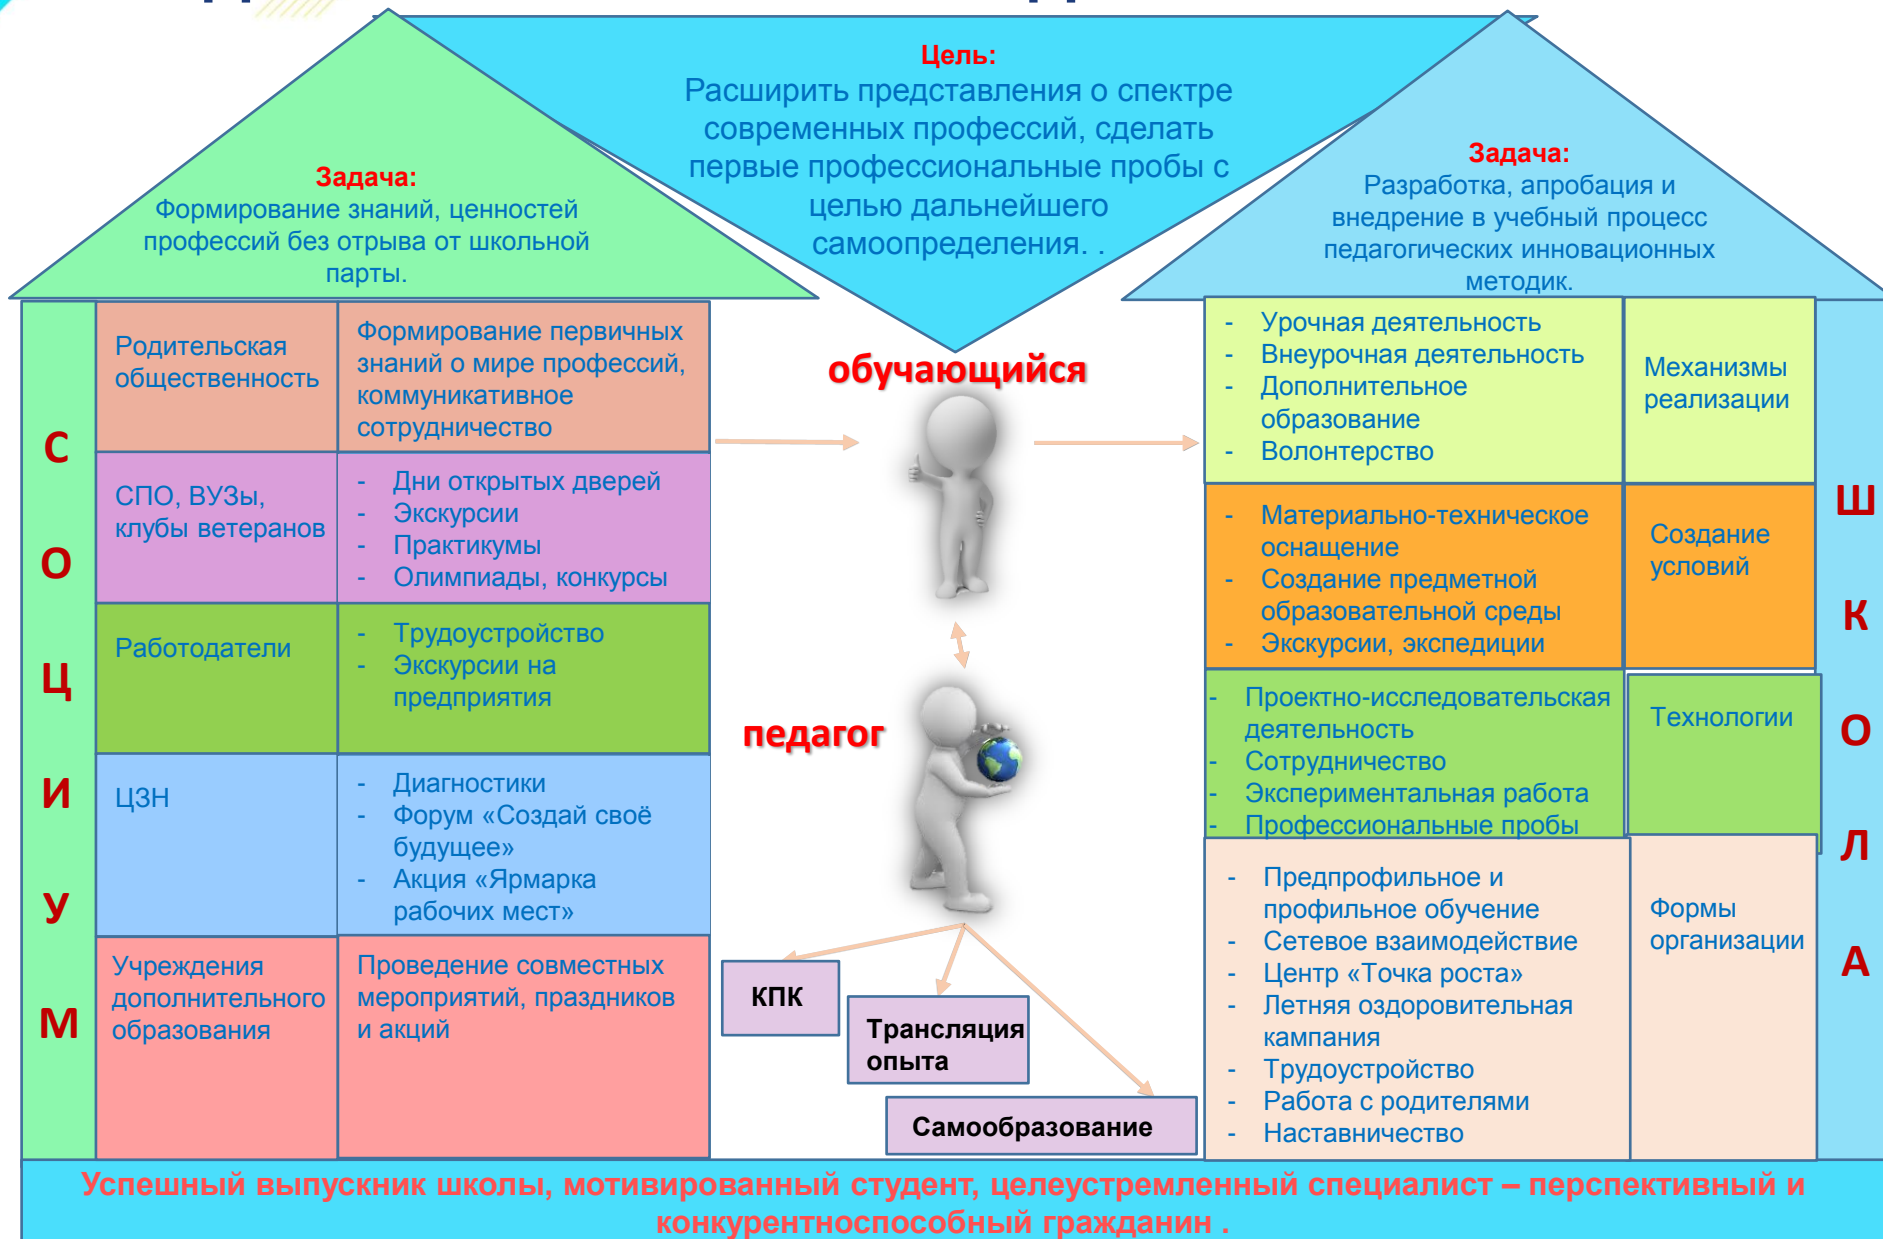 Цель:
Расширить представления о спектре
современных профессий, сделать
первые профессиональные пробы с
целью дальнейшего
самоопределения. .
Задача:
Формирование знаний, ценностей
профессий без отрыва от школьной
парты.
Задача:
Разработка, апробация и
внедрение в учебный процесс
педагогических инновационных
методик.
СОЦИУМ
Родительская
общественность
Формирование первичных
знаний о мире профессий,
коммуникативное
сотрудничество
СПО, ВУЗы,
клубы ветеранов
- Дни открытых дверей
- Экскурсии
- Практикумы
- Олимпиады, конкурсы
Работодатели
- Трудоустройство
- Экскурсии на
предприятия
ЦЗН
- Диагностики
- Форум «Создай своё
будущее»
- Акция «Ярмарка
рабочих мест»
Учреждения
дополнительного
образования
Проведение совместных
мероприятий, праздников
и акций
обучающийся
педагог
КПК
Трансляция
опыта
Самообразование
- Урочная деятельность
- Внеурочная деятельность
- Дополнительное
образование
- Волонтерство
Механизмы
реализации
- Материально-техническое
оснащение
- Создание предметной
образовательной среды
- Экскурсии, экспедиции
Создание
условий
- Проектно-исследовательская
деятельность
- Сотрудничество
- Экспериментальная работа
- Профессиональные пробы
Технологии
- Предпрофильное и
профильное обучение
- Сетевое взаимодействие
- Центр «Точка роста»
- Летняя оздоровительная
кампания
- Трудоустройство
- Работа с родителями
- Наставничество
Формы
организации
ШКОЛА
Успешный выпускник школы, мотивированный студент, целеустремленный специалист – перспективный и
конкурентноспособный гражданин .